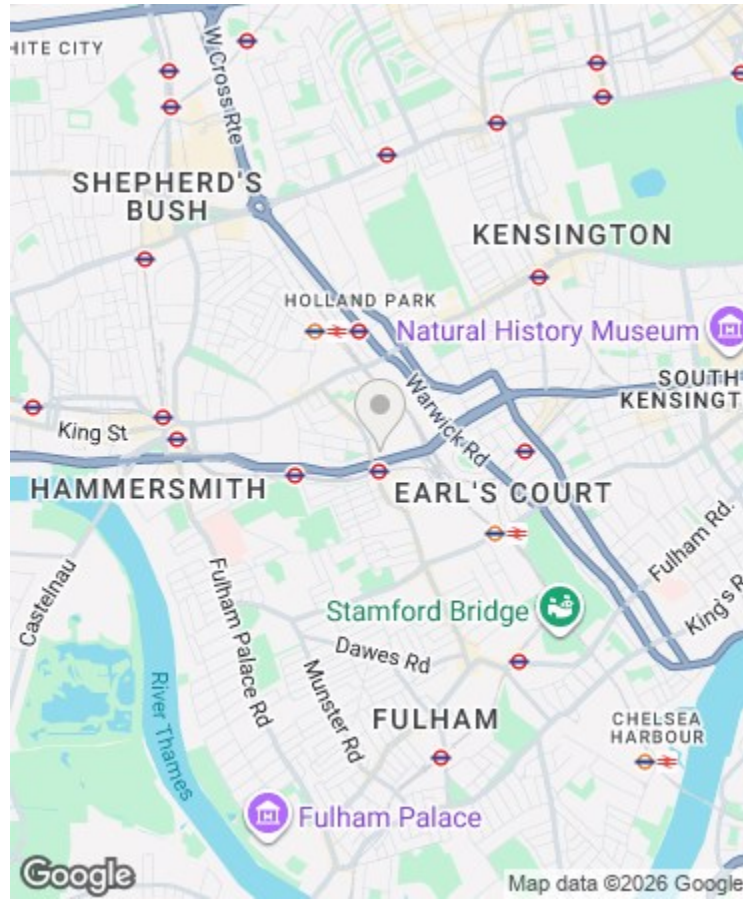 HITE CITY
W Cross Rte
SHEPHERD'S
BUSH
KENSINGTON
HOLLAND PARK
Natural History Museum
SOUTH
KENSINGT
Warwick Rd
King St
HAMMERSMITH
EARL'S COURT
Fulham Rd.
King's R
Castelnau
Fulham Palace Rd
Stamford Bridge
Dawes Rd
River Thames
Munster Rd
FULHAM
CHELSEA
HARBOUR
Fulham Palace
Google
Map data ©2026 Google